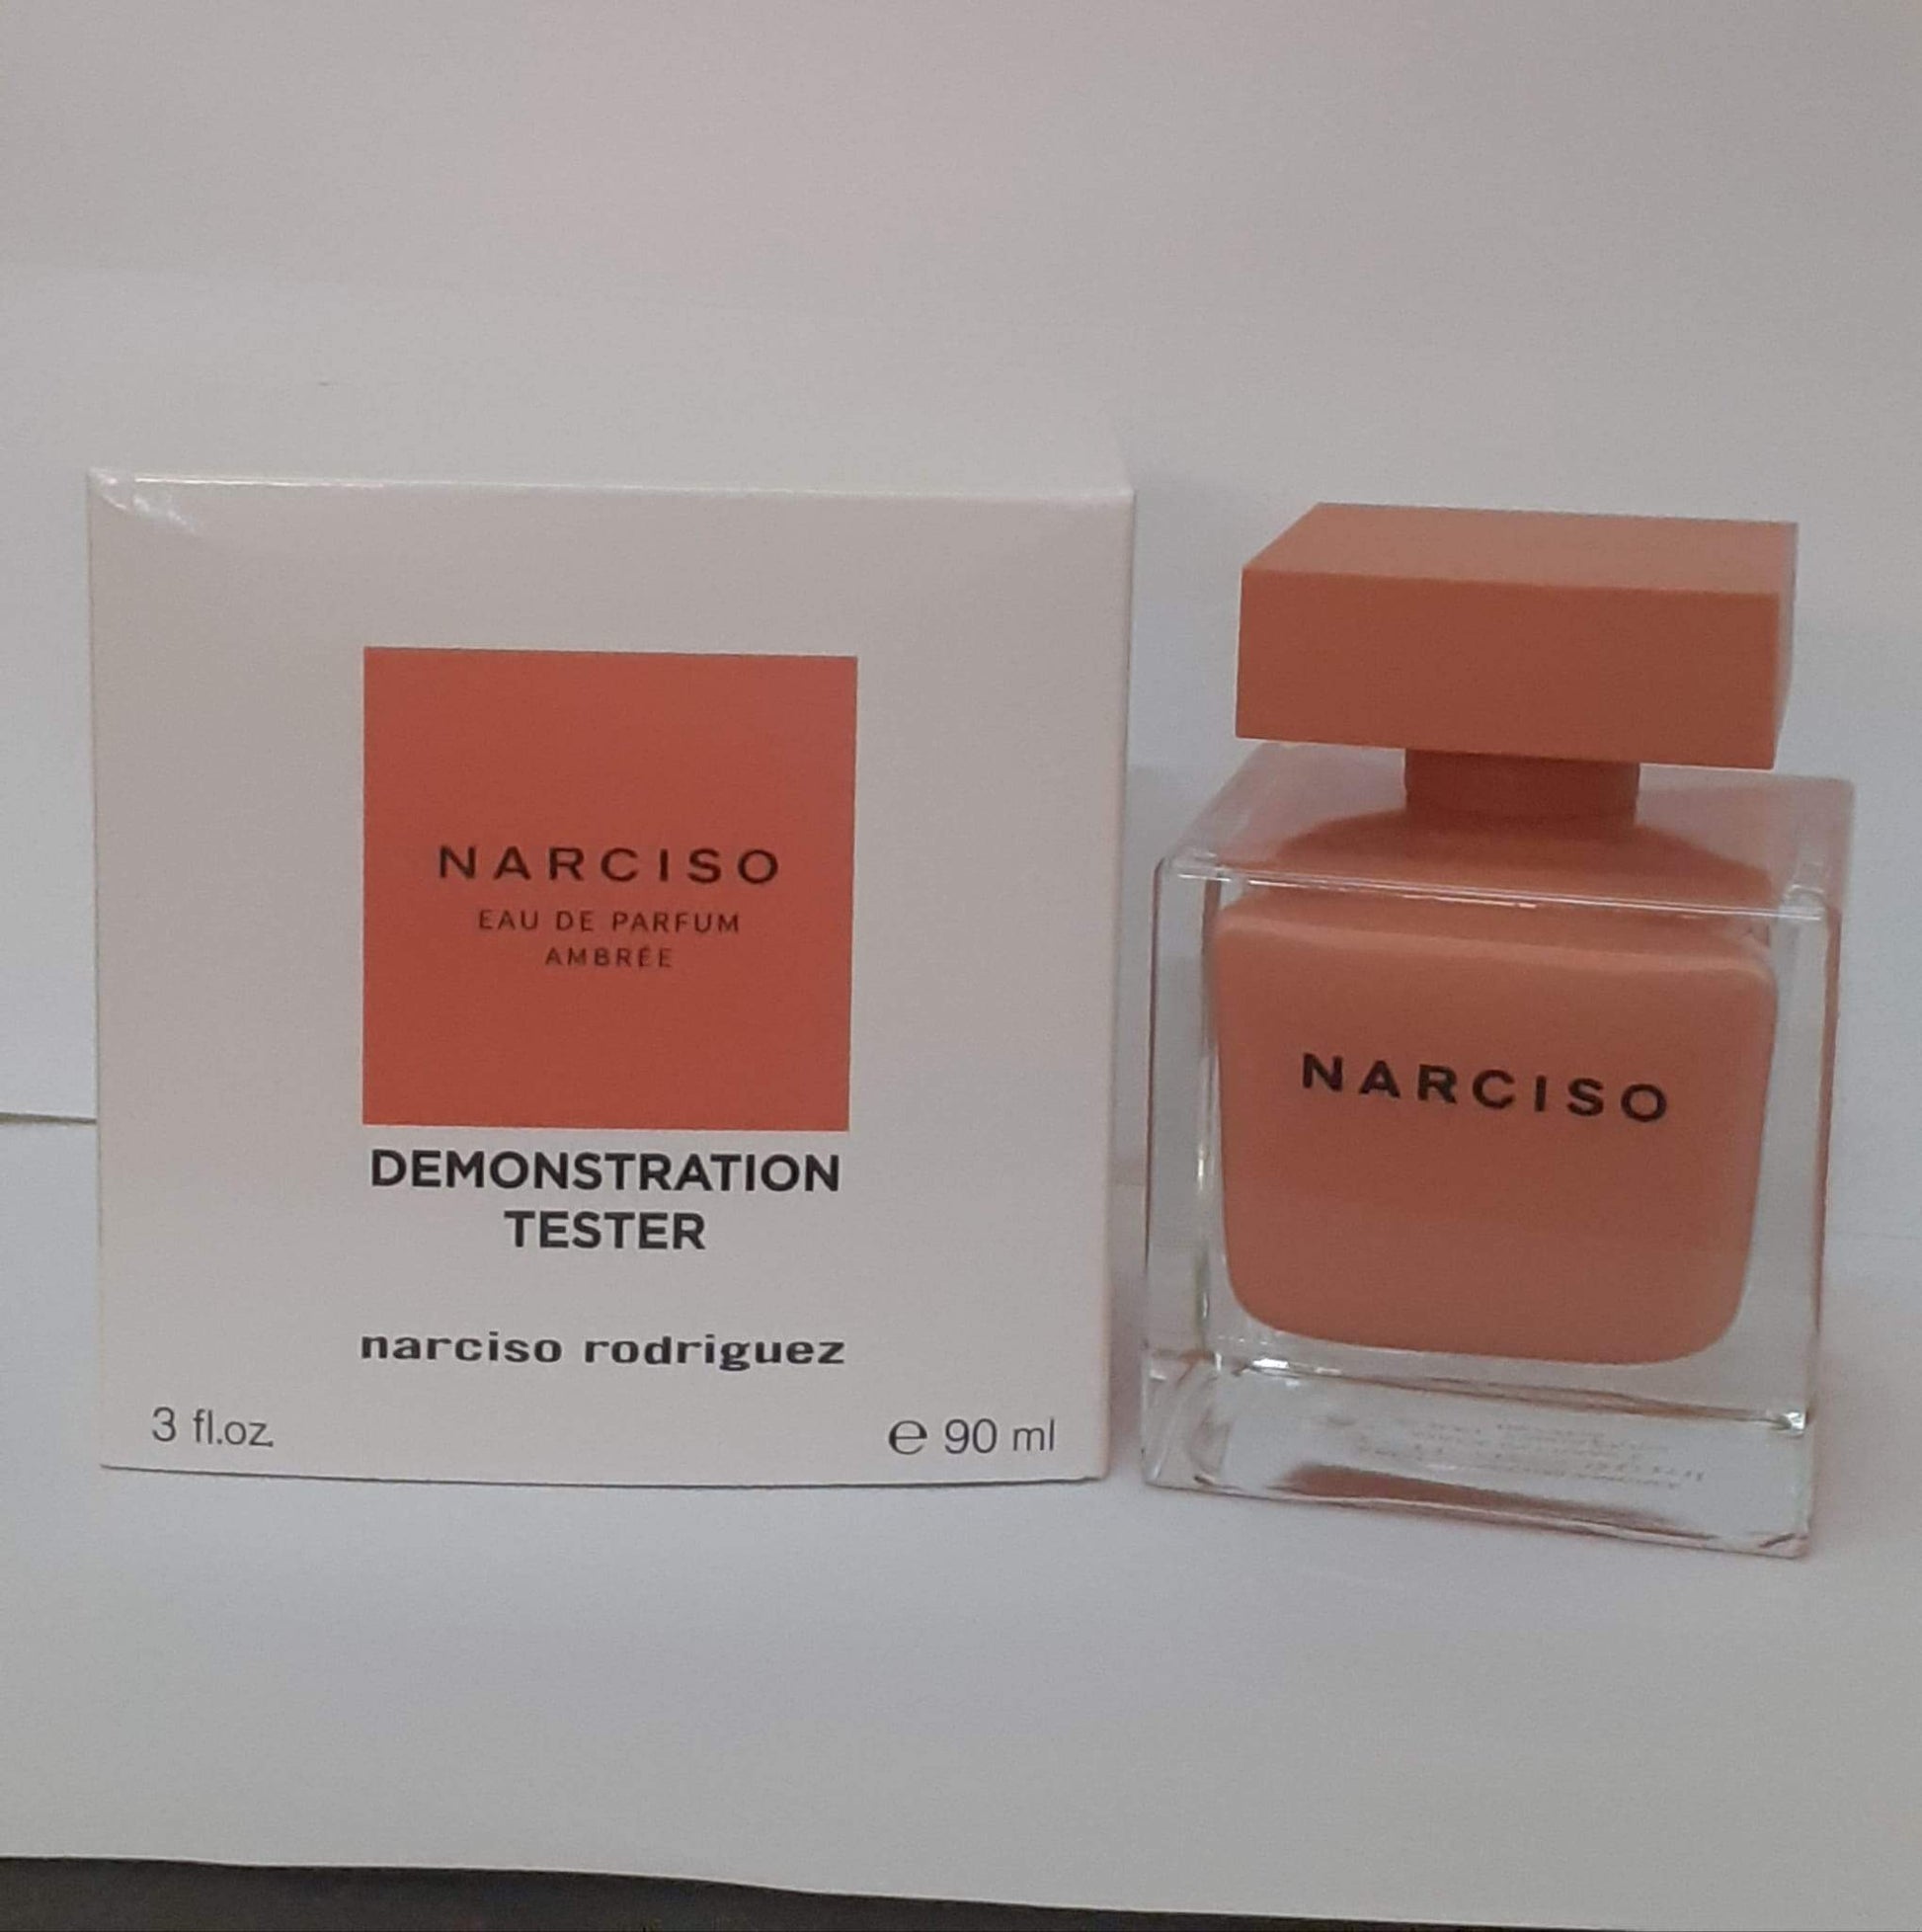 NARCISO
EAU DE PARFUM
AMBRÉE
DEMONSTRATION
TESTER
narciso rodriguez
3 fl.oz.
e 90 ml
NARCISO